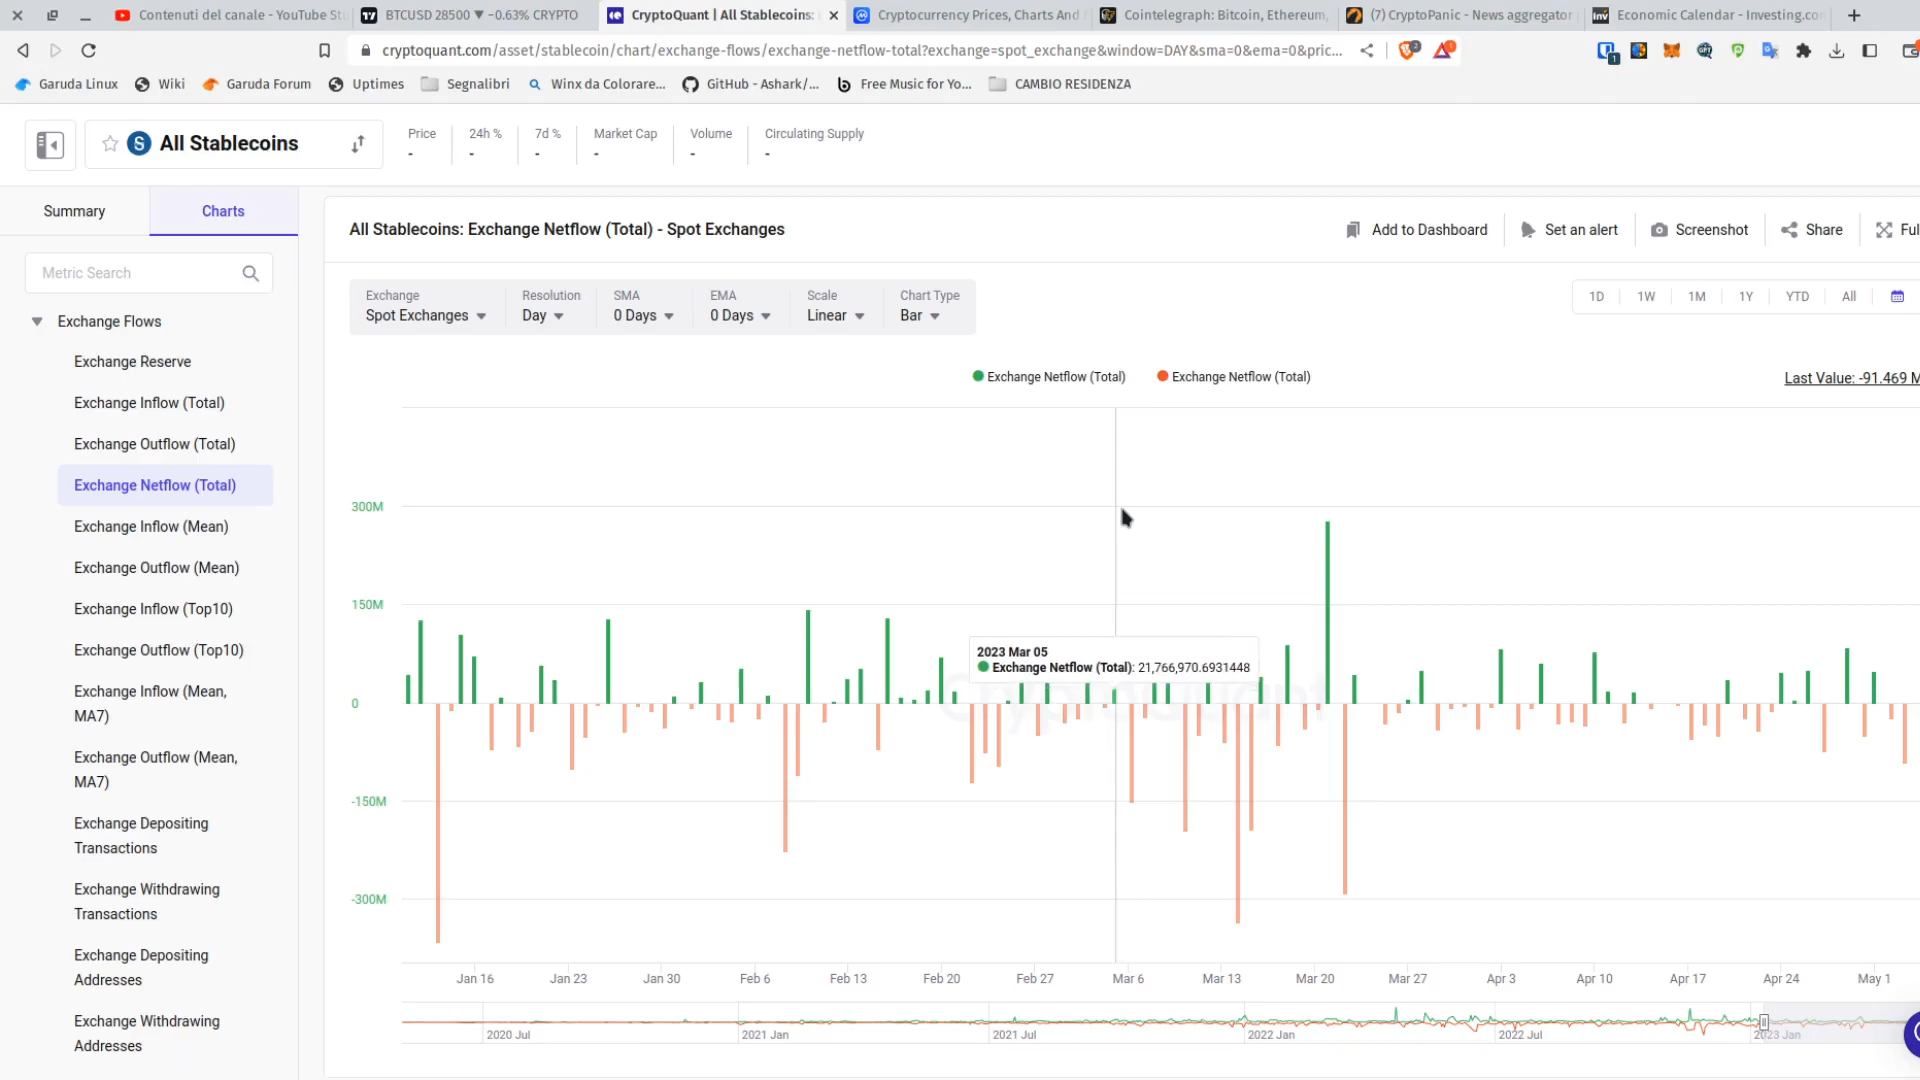 Contenuti del canale - YouTube Stu
BTCUSD 28500 ▼ −0.63% CRYPTO
CryptoQuant | All Stablecoins:
Cryptocurrency Prices, Charts And
Cointelegraph: Bitcoin, Ethereum,
(7) CryptoPanic - News aggregator
Economic Calendar - Investing.co
cryptoquant.com/asset/stablecoin/chart/exchange-flows/exchange-netflow-total?exchange=spot_exchange&window=DAY&sma=0&ema=0&pric...
Garuda Linux
Wiki
Garuda Forum
Uptimes
Segnalibri
Winx da Colorare...
GitHub - Ashark/...
Free Music for Yo...
CAMBIO RESIDENZA
All Stablecoins
Price
24h %
7d %
Market Cap
Volume
Circulating Supply
-
-
-
-
-
-
Summary
Charts
Metric Search
Exchange Flows
Exchange Reserve
Exchange Inflow (Total)
Exchange Outflow (Total)
Exchange Netflow (Total)
Exchange Inflow (Mean)
Exchange Outflow (Mean)
Exchange Inflow (Top10)
Exchange Outflow (Top10)
Exchange Inflow (Mean,
MA7)
Exchange Outflow (Mean,
MA7)
Exchange Depositing
Transactions
Exchange Withdrawing
Transactions
Exchange Depositing
Addresses
Exchange Withdrawing
Addresses
All Stablecoins: Exchange Netflow (Total) - Spot Exchanges
Add to Dashboard
Set an alert
Screenshot
Share
Ful
Exchange
Spot Exchanges
Resolution
Day
SMA
0 Days
EMA
0 Days
Scale
Linear
Chart Type
Bar
1D
1W
1M
1Y
YTD
All
Exchange Netflow (Total)
Exchange Netflow (Total)
Last Value: -91.469 M
300M
150M
0
-150M
-300M
2023 Mar 05
Exchange Netflow (Total): 21,766,970.6931448
CryptoQuant
Jan 16
Jan 23
Jan 30
Feb 6
Feb 13
Feb 20
Feb 27
Mar 6
Mar 13
Mar 20
Mar 27
Apr 3
Apr 10
Apr 17
Apr 24
May 1
2020 Jul
2021 Jan
2021 Jul
2022 Jan
2022 Jul
2023 Jan